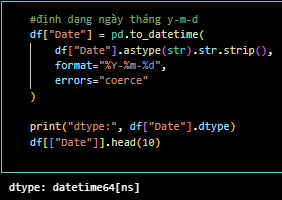 #định dạng ngày tháng y-m-d
df["Date"] = pd.to_datetime(
    df["Date"].astype(str).str.strip(),
    format="%Y-%m-%d",
    errors="coerce"
)
print("dtype:", df["Date"].dtype)
df[["Date"]].head(10)
dtype: datetime64[ns]